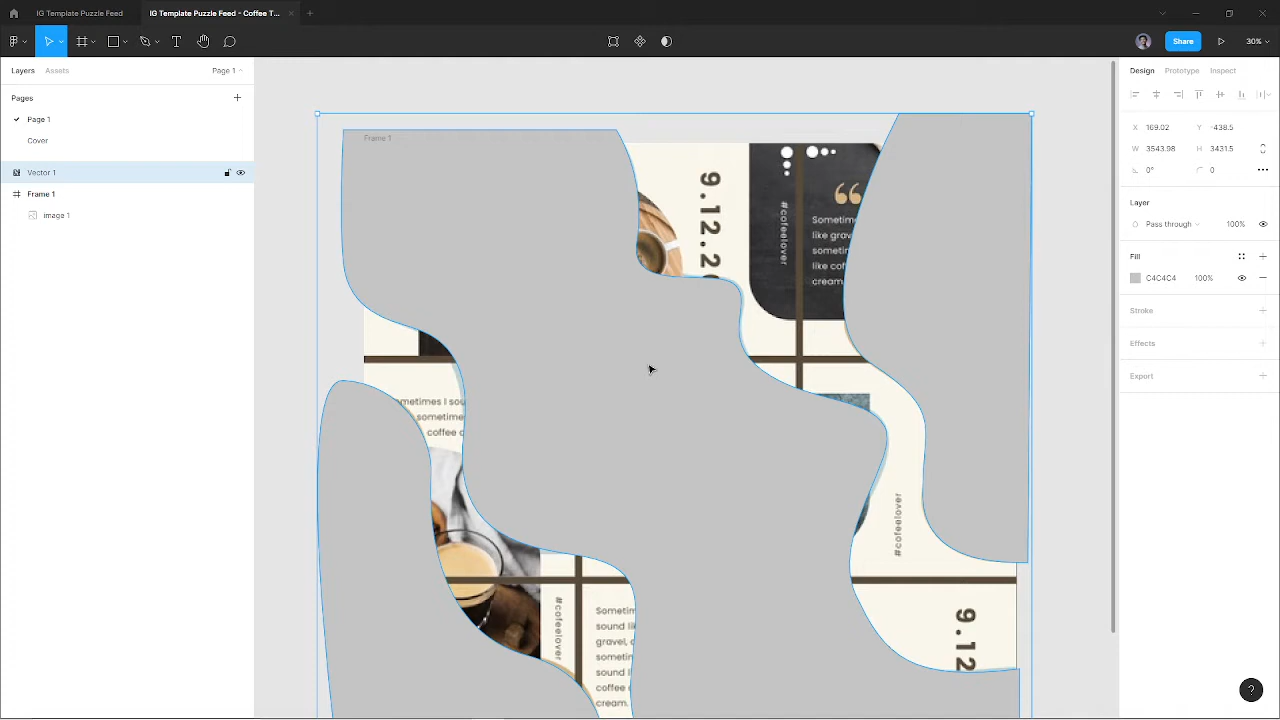 IG Template Puzzle Feed
IG Template Puzzle Feed - Coffee T...
Share
30%
Layers
Assets
Page 1
Pages
Page 1
Cover
Vector 1
Frame 1
image 1
Frame 1
9.12.2
#cofeelover
Sometim
like grav
sometin
like cof
cream.
metimes I sou
sometime
coffee c
#cofeelover
9.12
#cofeelover
Sometim
sound lik
gravel, c
sometin
sound l
coffee
cream.
Design
Prototype
Inspect
X 169.02
Y -438.5
W 3543.98
H 3431.5
0°
0
Layer
Pass through
100%
Fill
C4C4C4
100%
Stroke
Effects
Export
?